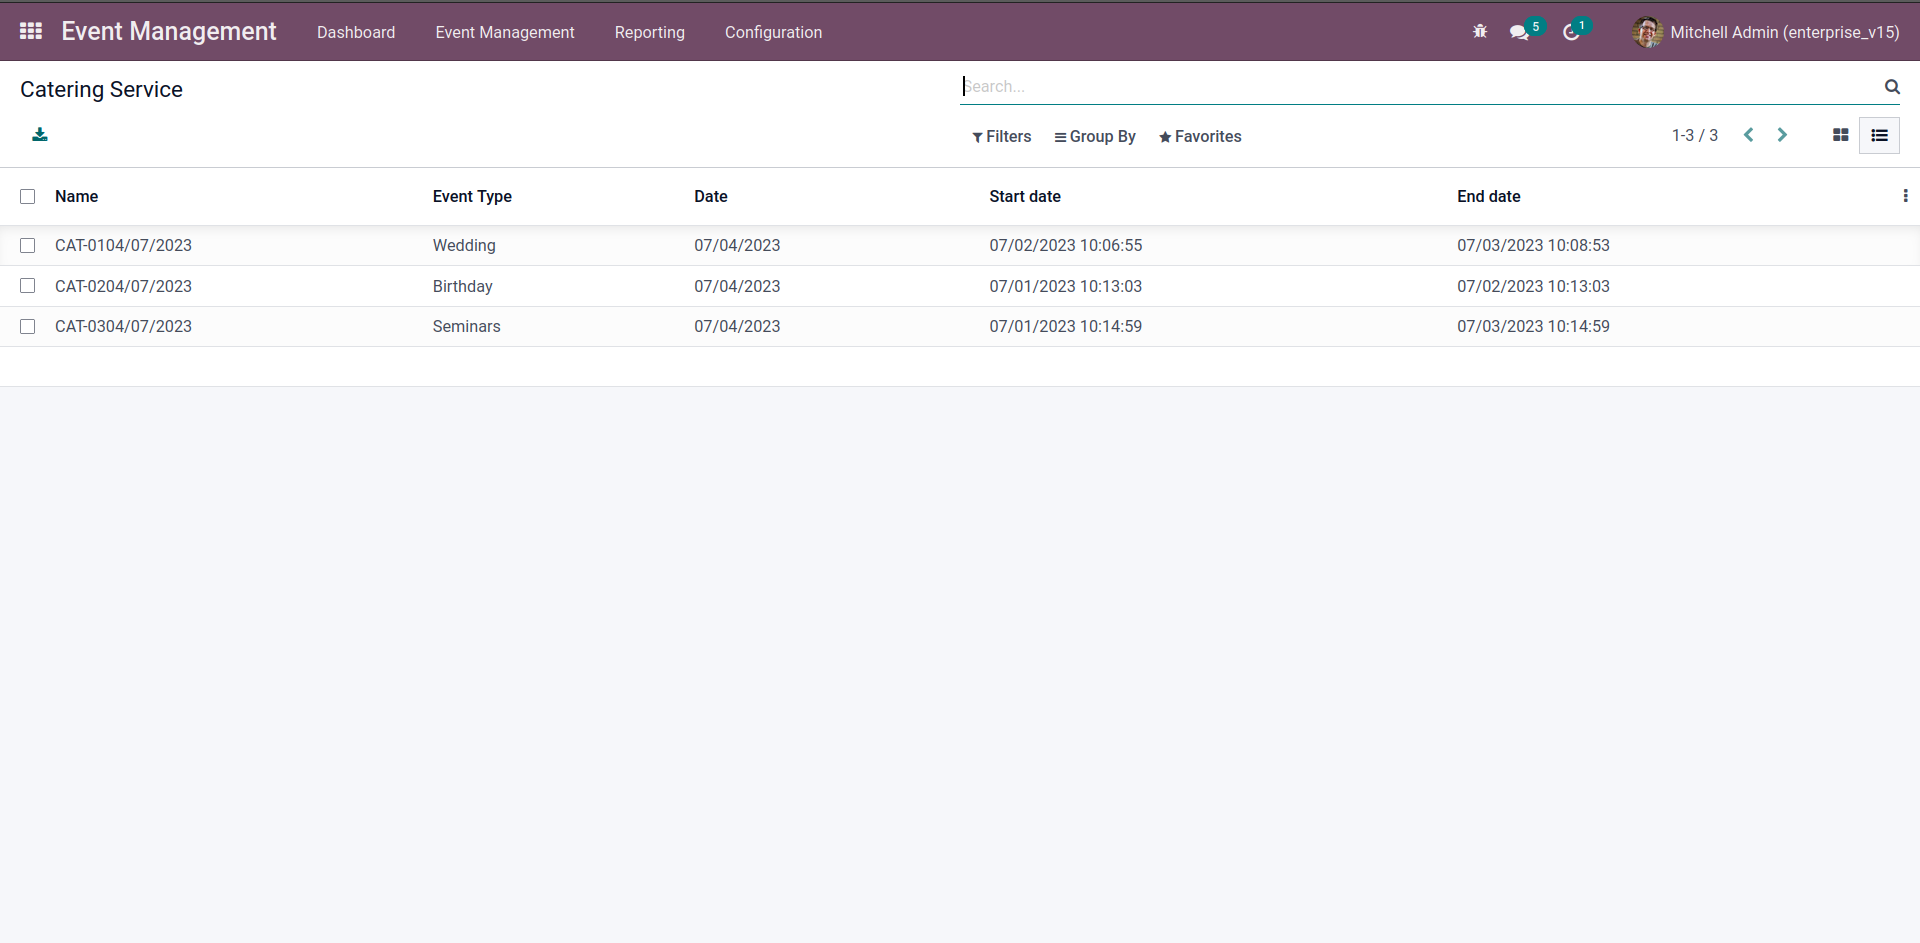 Event Management Dashboard Event Management Reporting Configuration 5 1 Mitchell Admin (enterprise_v15)
Catering Service
Search...
Filters Group By Favorites 1-3 / 3
Name Event Type Date Start date End date
CAT-0104/07/2023 Wedding 07/04/2023 07/02/2023 10:06:55 07/03/2023 10:08:53
CAT-0204/07/2023 Birthday 07/04/2023 07/01/2023 10:13:03 07/02/2023 10:13:03
CAT-0304/07/2023 Seminars 07/04/2023 07/01/2023 10:14:59 07/03/2023 10:14:59